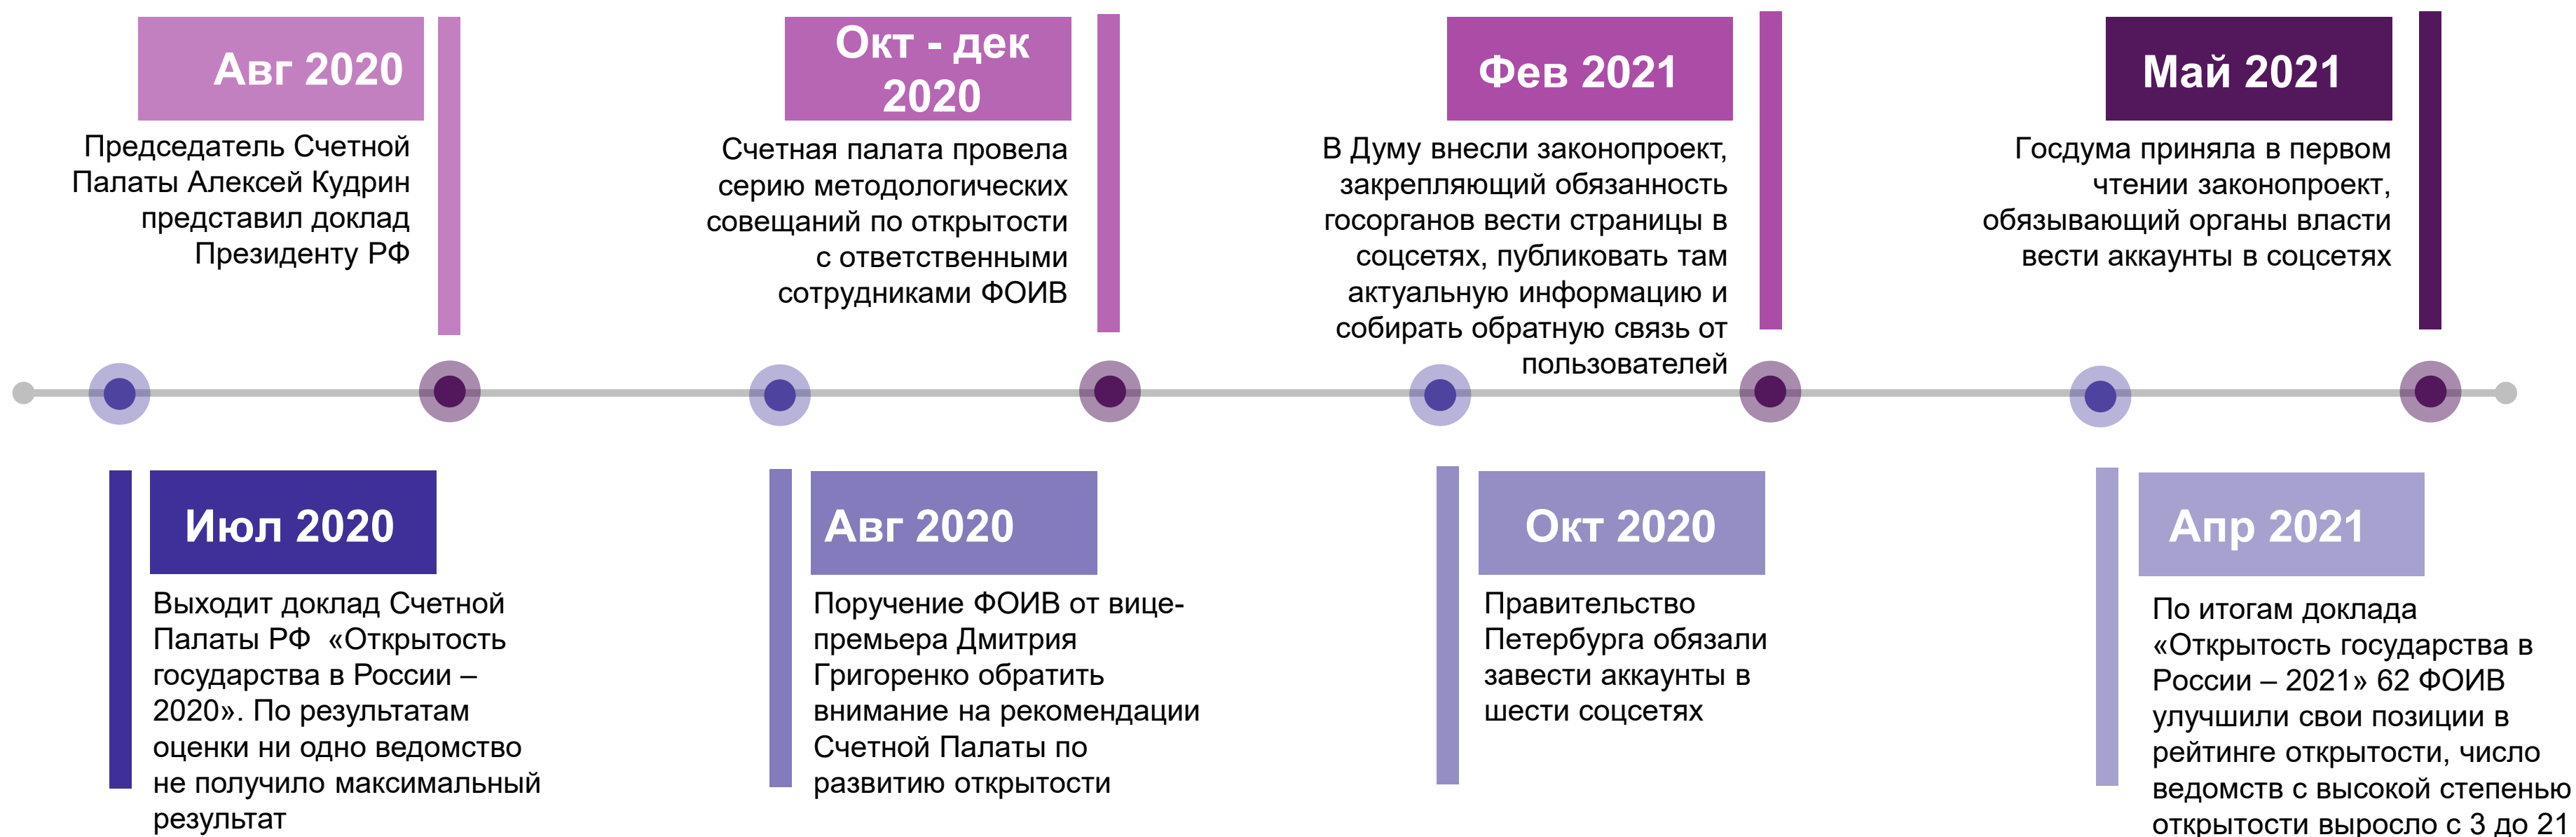 Авг 2020
Председатель Счетной
Палаты Алексей Кудрин
представил доклад
Президенту РФ
Окт - дек
2020
Счетная палата провела
серию методологических
совещаний по открытости
с ответственными
сотрудниками ФОИВ
Фев 2021
В Думу внесли законопроект,
закрепляющий обязанность
госорганов вести страницы в
соцсетях, публиковать там
актуальную информацию и
собирать обратную связь от
пользователей
Май 2021
Госдума приняла в первом
чтении законопроект,
обязывающий органы власти
вести аккаунты в соцсетях
Июл 2020
Выходит доклад Счетной
Палаты РФ «Открытость
государства в России –
2020». По результатам
оценки ни одно ведомство
не получило максимальный
результат
Авг 2020
Поручение ФОИВ от вице-
премьера Дмитрия
Григоренко обратить
внимание на рекомендации
Счетной Палаты по
развитию открытости
Окт 2020
Правительство
Петербурга обязали
завести аккаунты в
шести соцсетях
Апр 2021
По итогам доклада
«Открытость государства в
России – 2021» 62 ФОИВ
улучшили свои позиции в
рейтинге открытости, число
ведомств с высокой степенью
открытости выросло с 3 до 21